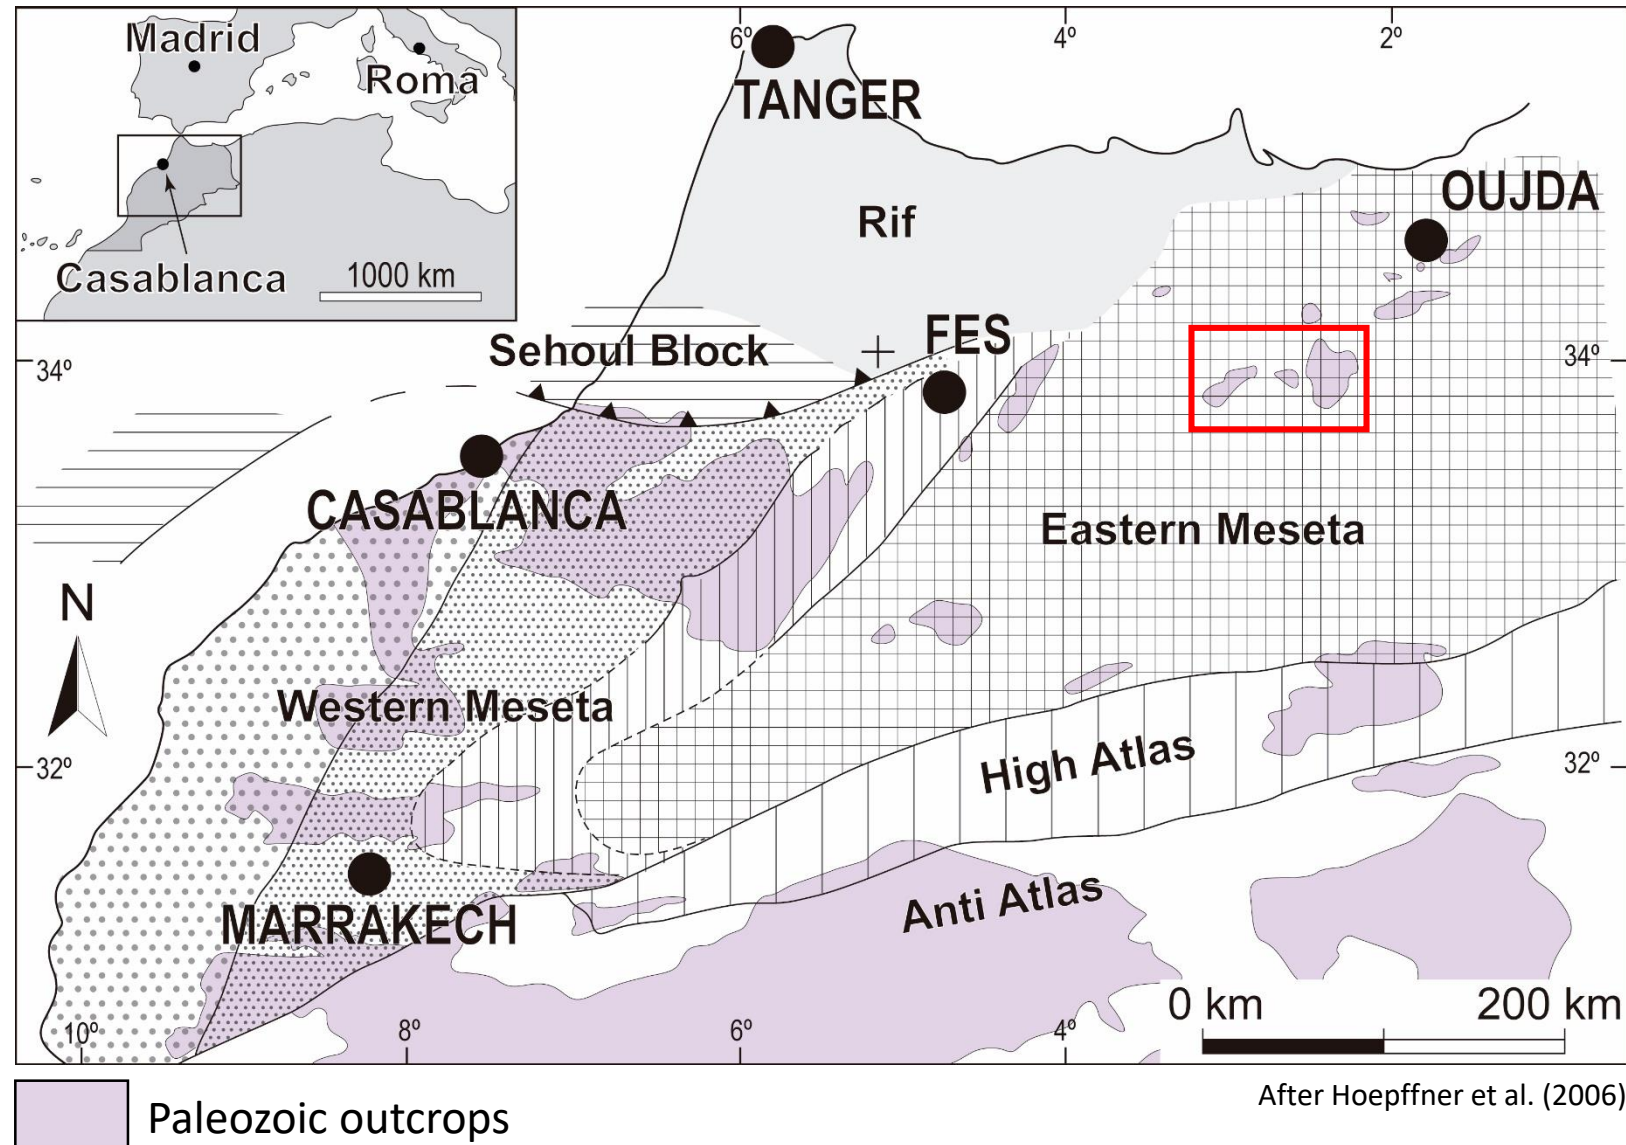 Madrid
Roma
Casablanca
1000 km
6º
4º
2º
TANGER
OUJDA
Rif
FES
Sehoul Block
34º
34º
CASABLANCA
Eastern Meseta
N
Western Meseta
High Atlas
32º
32º
MARRAKECH
Anti Atlas
0 km
200 km
10º
8º
6º
4º
After Hoepffner et al. (2006)
Paleozoic outcrops